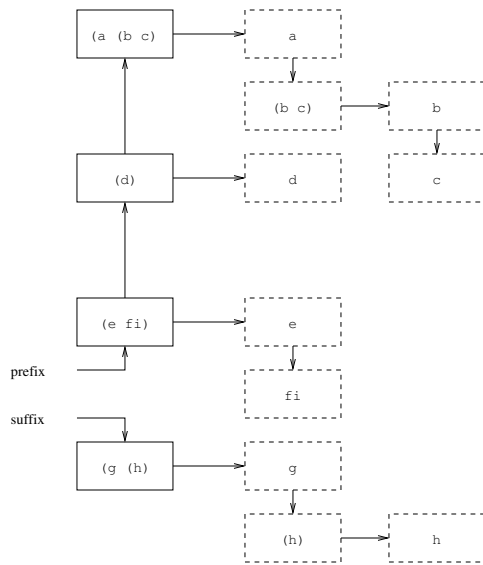 (a (b c) a
(b c) b
(d) d c
(e fi) e
prefix
fi
suffix
(g (h) g
(h) h